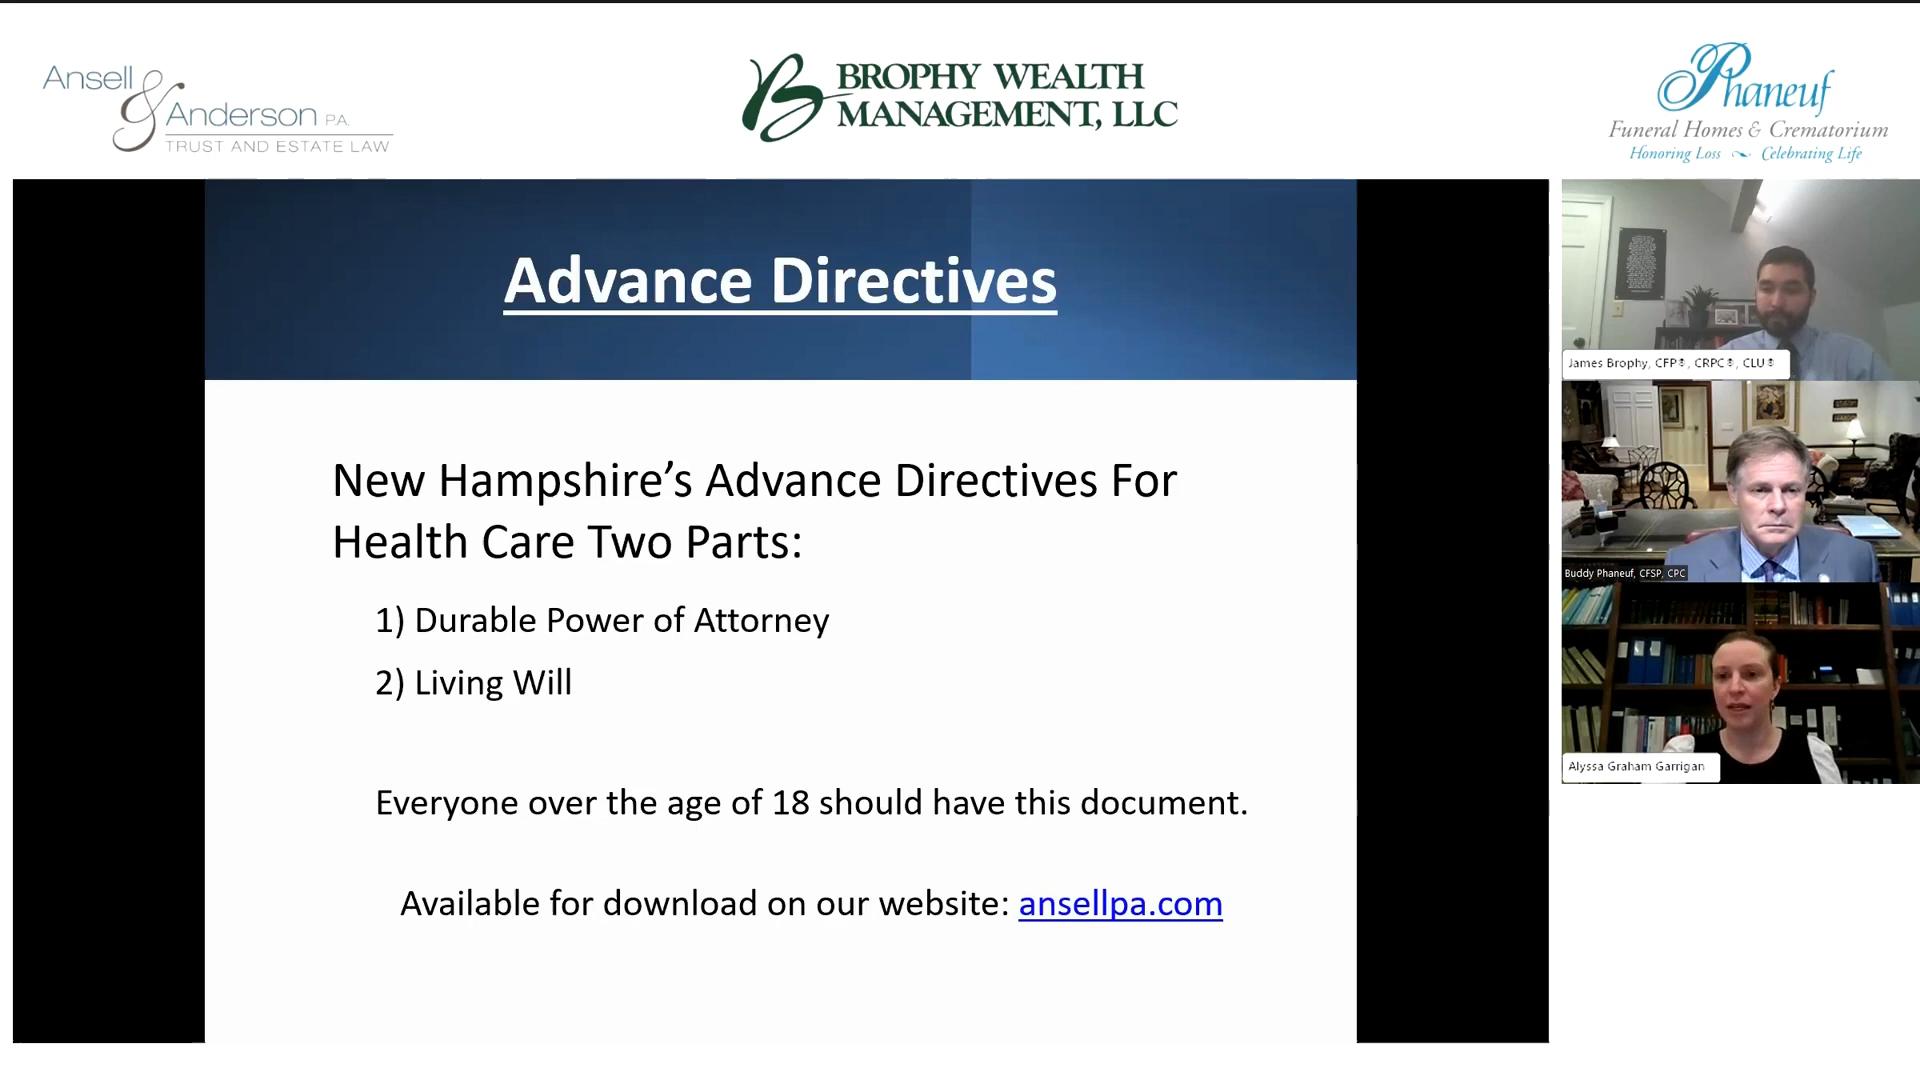 Ansell
& Anderson P.A.
TRUST AND ESTATE LAW
BROPHY WEALTH
MANAGEMENT, LLC
Phaneuf
Funeral Homes & Crematorium
Honoring Loss ~ Celebrating Life
Advance Directives
New Hampshire’s Advance Directives For
Health Care Two Parts:
1) Durable Power of Attorney
2) Living Will
Everyone over the age of 18 should have this document.
Available for download on our website: ansellpa.com
James Brophy, CFP®, CRPC®, CLU®
Buddy Phaneuf, CFSP, CPC
Alyssa Graham Garrigan